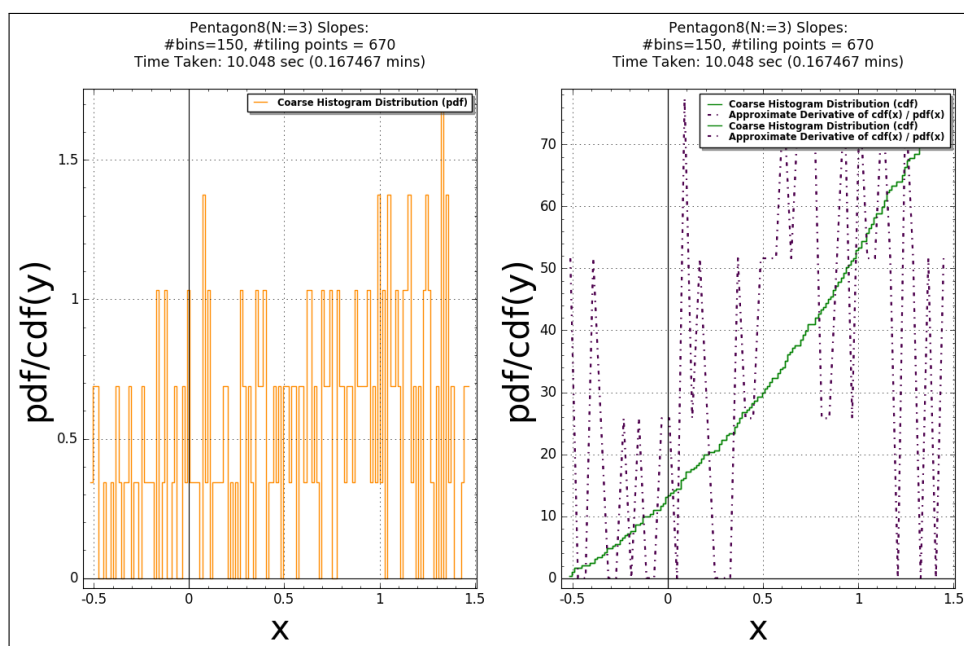 Pentagon8(N:=3) Slopes:
#bins=150, #tiling points = 670
Time Taken: 10.048 sec (0.167467 mins)
Coarse Histogram Distribution (pdf)
pdf/cdf(y)
1.5
1
0.5
0
-0.5
0
0.5
1
1.5
x
Pentagon8(N:=3) Slopes:
#bins=150, #tiling points = 670
Time Taken: 10.048 sec (0.167467 mins)
Coarse Histogram Distribution (cdf)
Approximate Derivative of cdf(x) / pdf(x)
Coarse Histogram Distribution (cdf)
Approximate Derivative of cdf(x) / pdf(x)
pdf/cdf(y)
70
60
50
40
30
20
10
0
-0.5
0
0.5
1
1.5
x